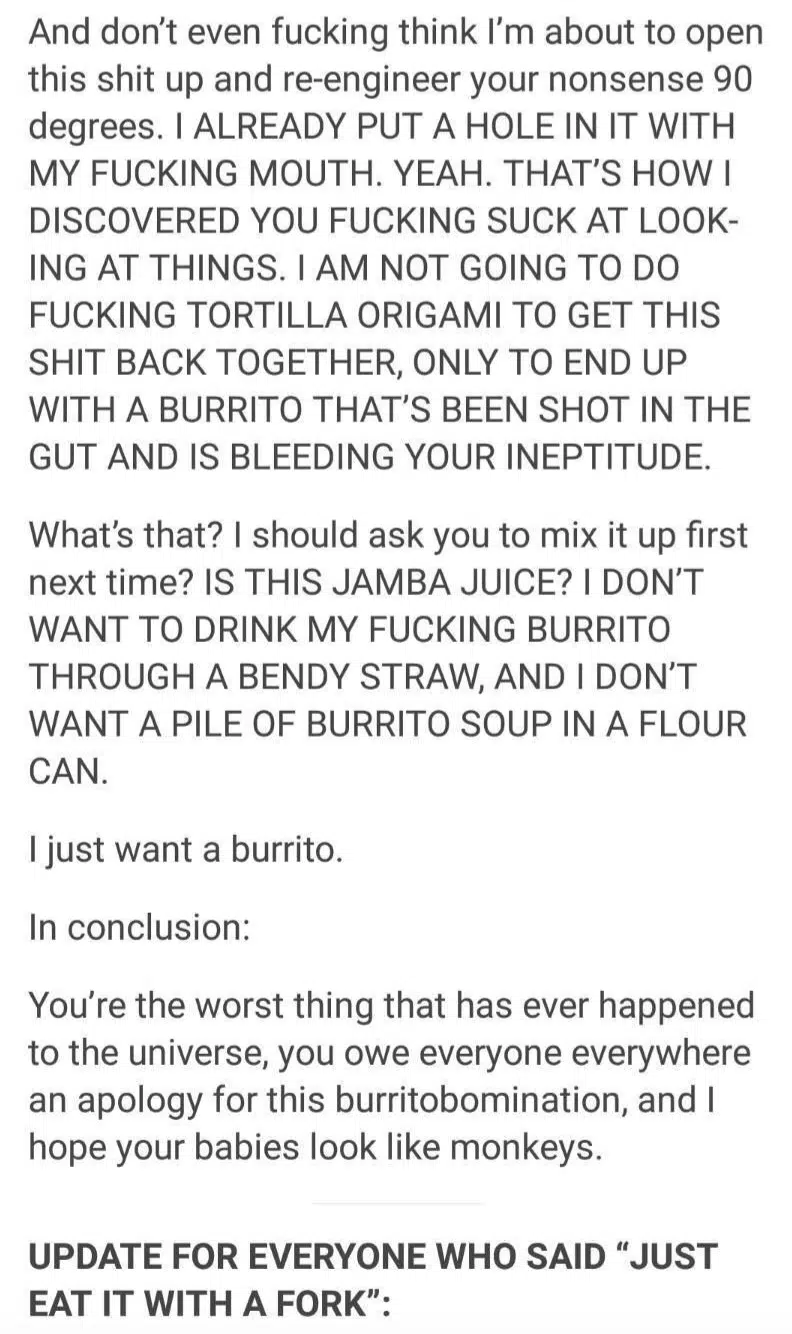 And don't even fucking think I'm about to open
this shit up and re-engineer your nonsense 90
degrees. I ALREADY PUT A HOLE IN IT WITH
MY FUCKING MOUTH. YEAH. THAT'S HOW I
DISCOVERED YOU FUCKING SUCK AT LOOK-
ING AT THINGS. I AM NOT GOING TO DO
FUCKING TORTILLA ORIGAMI TO GET THIS
SHIT BACK TOGETHER, ONLY TO END UP
WITH A BURRITO THAT'S BEEN SHOT IN THE
GUT AND IS BLEEDING YOUR INEPTITUDE.
What's that? I should ask you to mix it up first
next time? IS THIS JAMBA JUICE? I DON'T
WANT TO DRINK MY FUCKING BURRITO
THROUGH A BENDY STRAW, AND I DON'T
WANT A PILE OF BURRITO SOUP IN A FLOUR
CAN.
I just want a burrito.
In conclusion:
You're the worst thing that has ever happened
to the universe, you owe everyone everywhere
an apology for this burritobomination, and I
hope your babies look like monkeys.
UPDATE FOR EVERYONE WHO SAID “JUST
EAT IT WITH A FORK”: